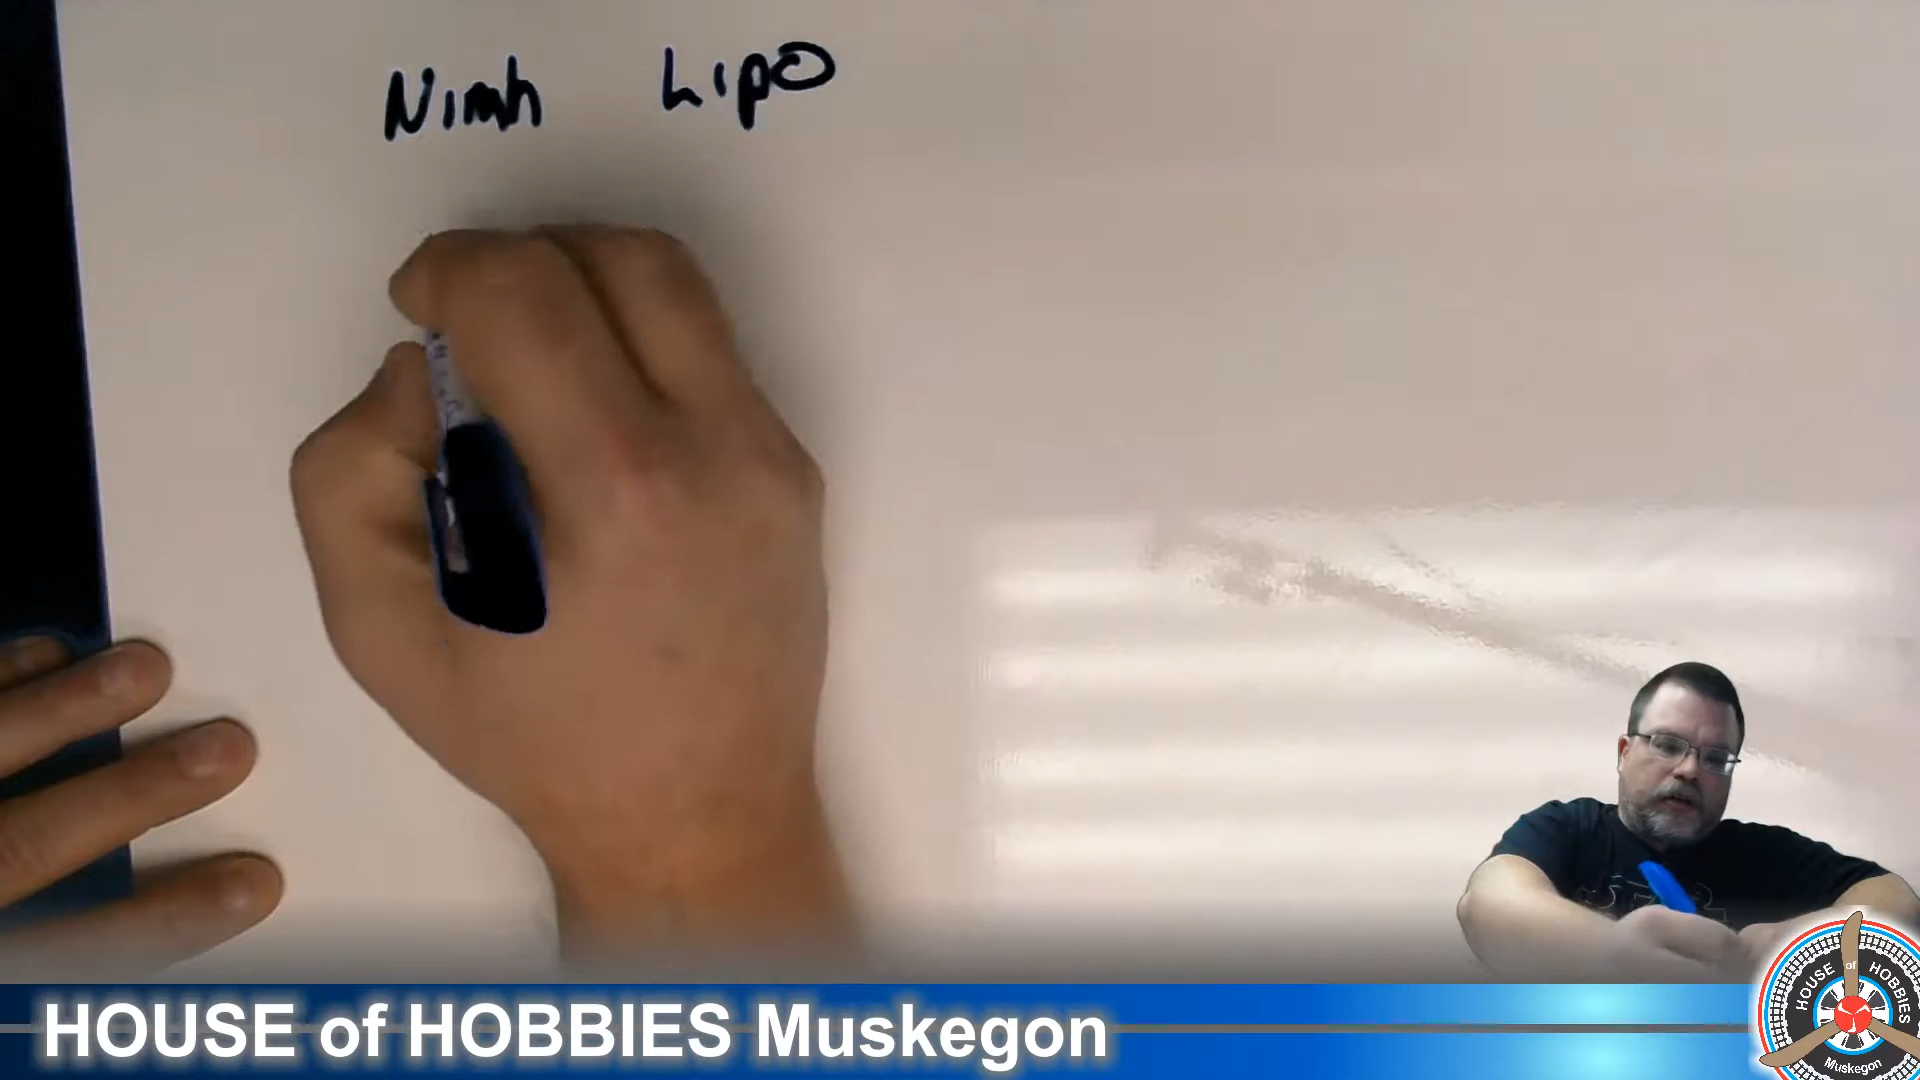 Nimh Lipo
HOUSE of HOBBIES Muskegon
HOUSE of HOBBIES
Muskegon